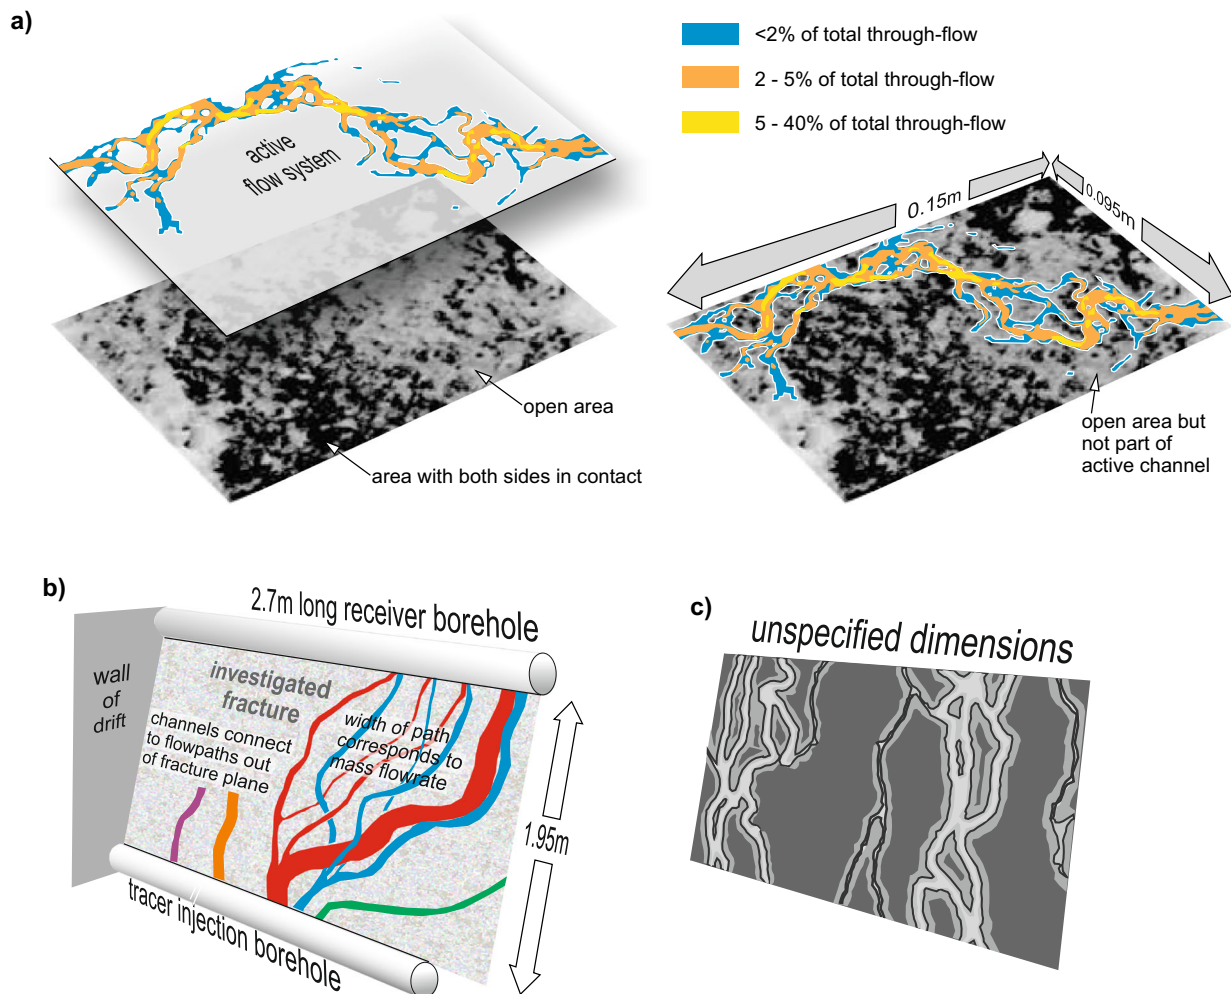 a)
<2% of total through-flow
2 - 5% of total through-flow
5 - 40% of total through-flow
active
flow system
0.15m
0.095m
open area
area with both sides in contact
open area but
not part of
active channel
b)
2.7m long receiver borehole
wall
of
drift
investigated
fracture
channels connect
to flowpaths out
of fracture plane
width of path
corresponds to
mass flowrate
1.95m
tracer injection borehole
c)
unspecified dimensions